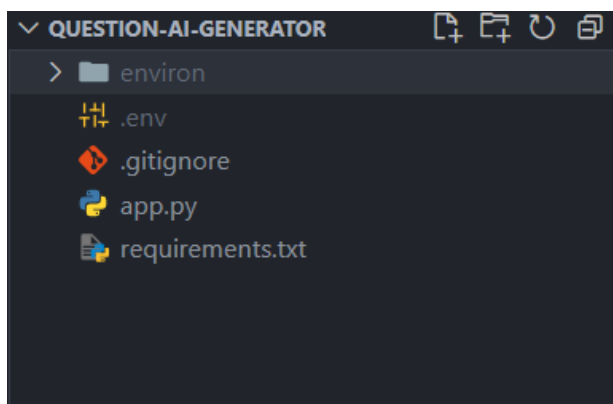 QUESTION-AI-GENERATOR
environ
.env
.gitignore
app.py
requirements.txt